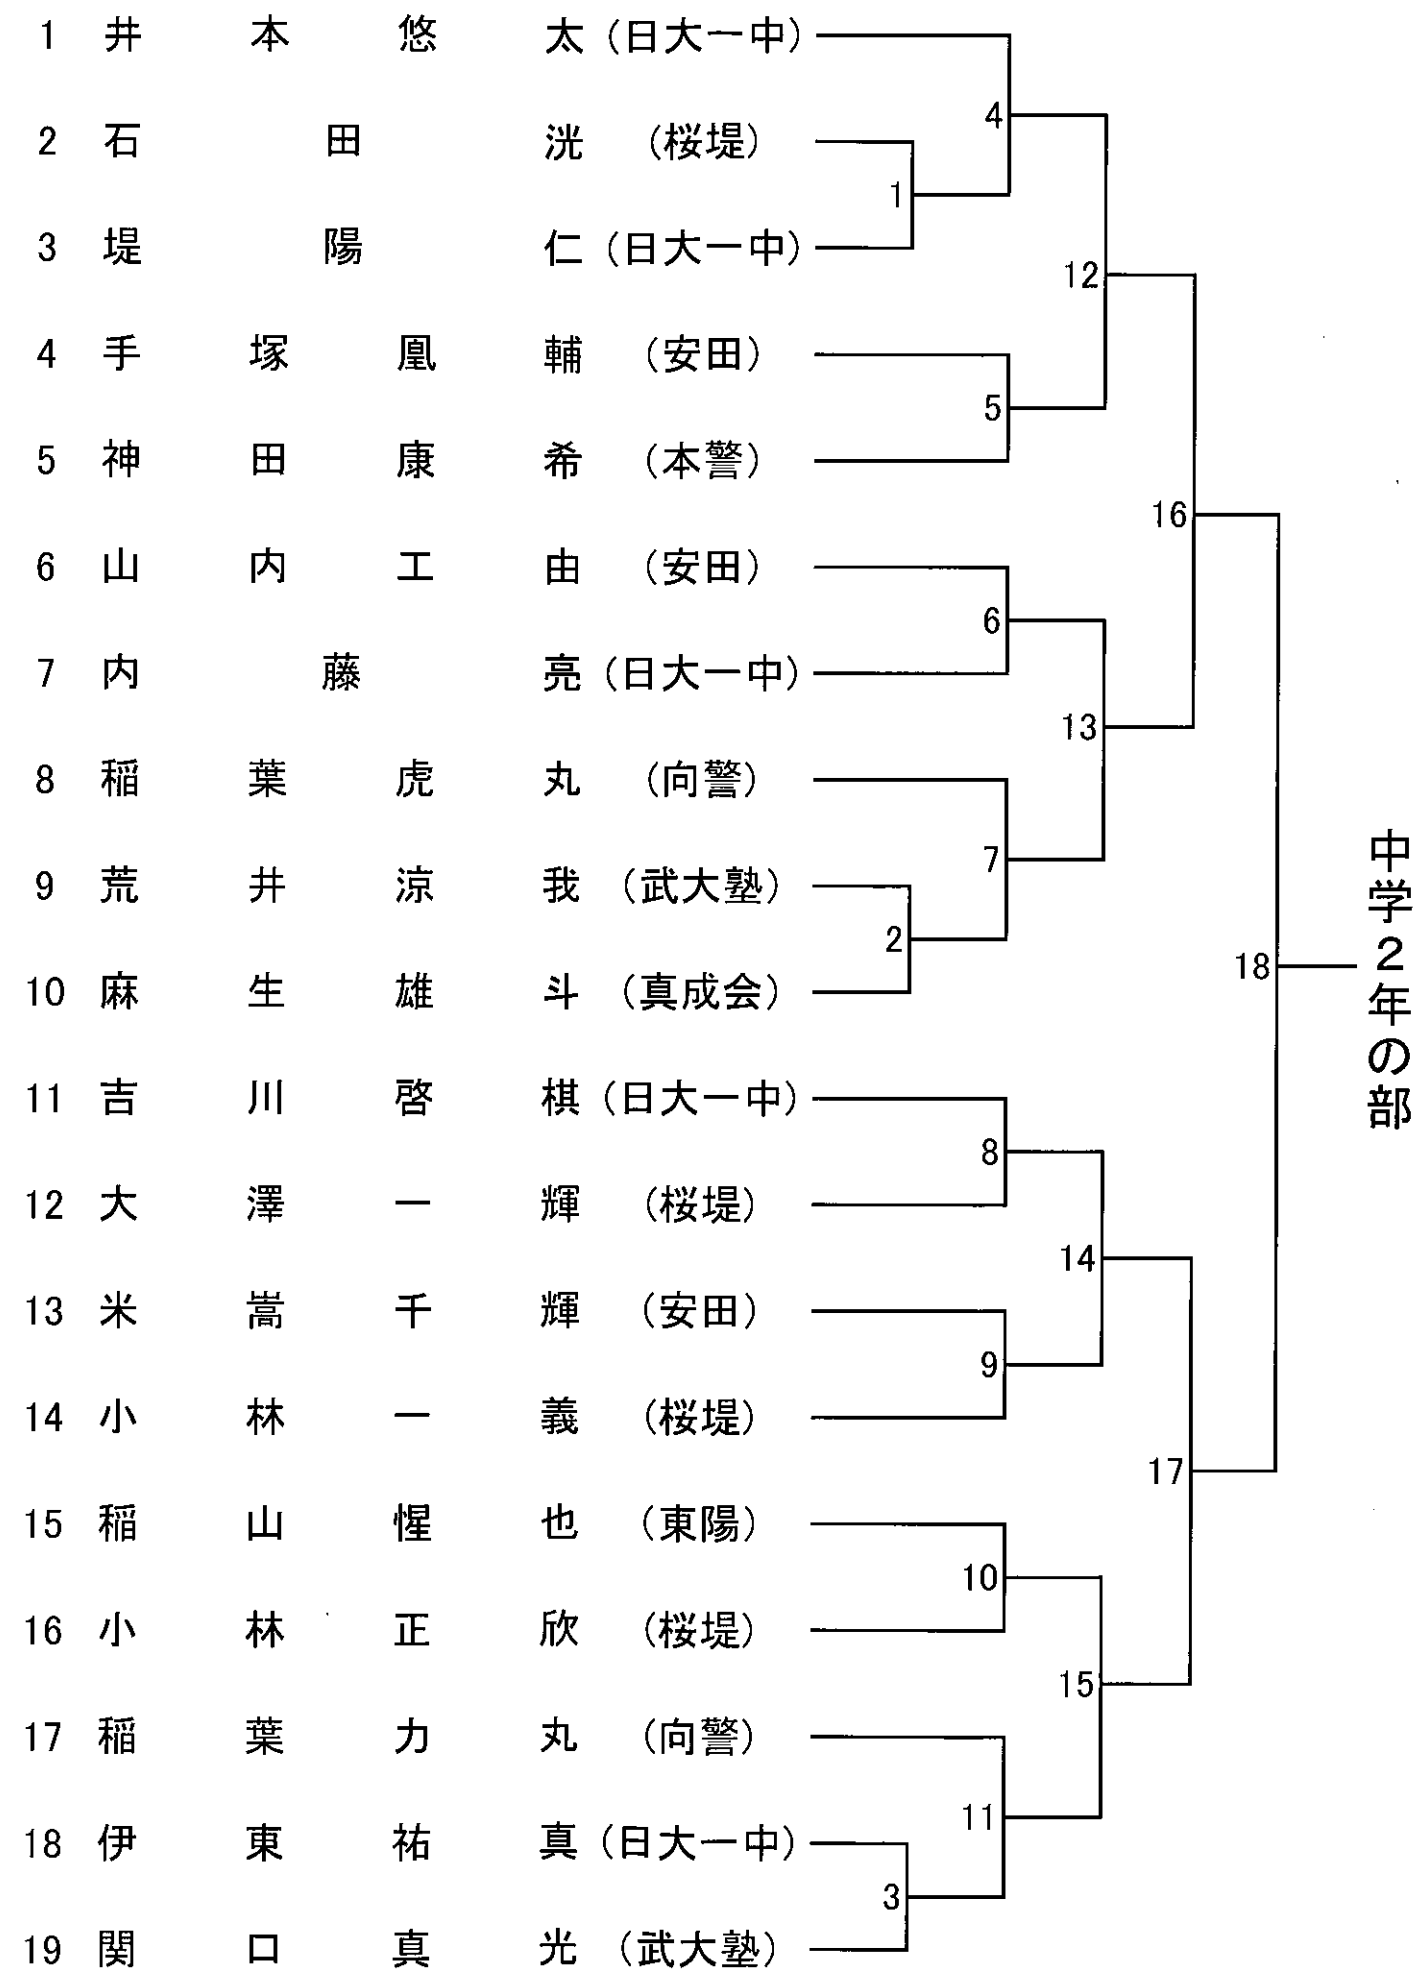 1 井本悠太 (日大一中)
2 石田洸 (桜堤)
3 堤陽仁 (日大一中)
4 手塚凰輔 (安田)
5 神田康希 (本警)
6 山内工由 (安田)
7 内藤亮 (日大一中)
8 稲葉虎丸 (向警)
9 荒井涼我 (武大塾)
10 麻生雄斗 (真成会)
11 吉川啓棋 (日大一中)
12 大澤一輝 (桜堤)
13 米嵩千輝 (安田)
14 小林一義 (桜堤)
15 稲山惺也 (東陽)
16 小林正欣 (桜堤)
17 稲葉力丸 (向警)
18 伊東祐真 (日大一中)
19 関口真光 (武大塾)
1
2
3
4
5
6
7
8
9
10
11
12
13
14
15
16
17
18
中学2年の部